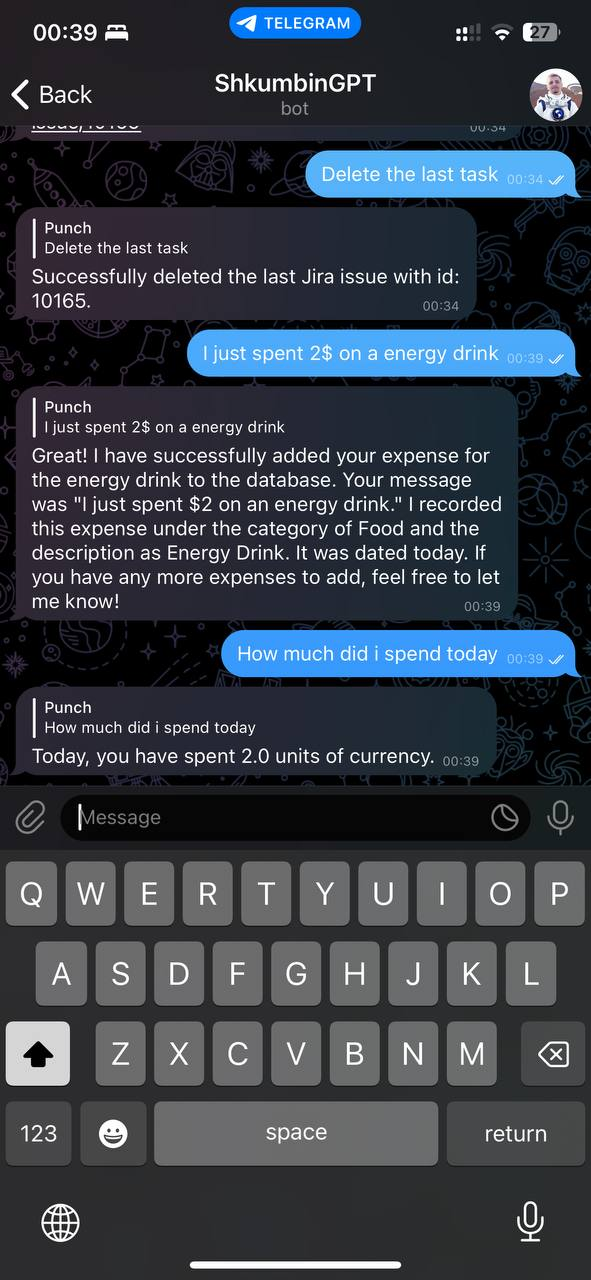 00:39
TELEGRAM
27
Back
ShkumbinGPT
bot
00:34
Delete the last task 00:34
Punch
Delete the last task
Successfully deleted the last Jira issue with id:
10165.
00:34
I just spent 2$ on a energy drink 00:39
Punch
I just spent 2$ on a energy drink
Great! I have successfully added your expense for
the energy drink to the database. Your message
was "I just spent $2 on an energy drink." I recorded
this expense under the category of Food and the
description as Energy Drink. It was dated today. If
you have any more expenses to add, feel free to let
me know!
00:39
How much did i spend today 00:39
Punch
How much did i spend today
Today, you have spent 2.0 units of currency. 00:39
Message
Q W E R T Y U I O P
A S D F G H J K L
Z X C V B N M
123 space return